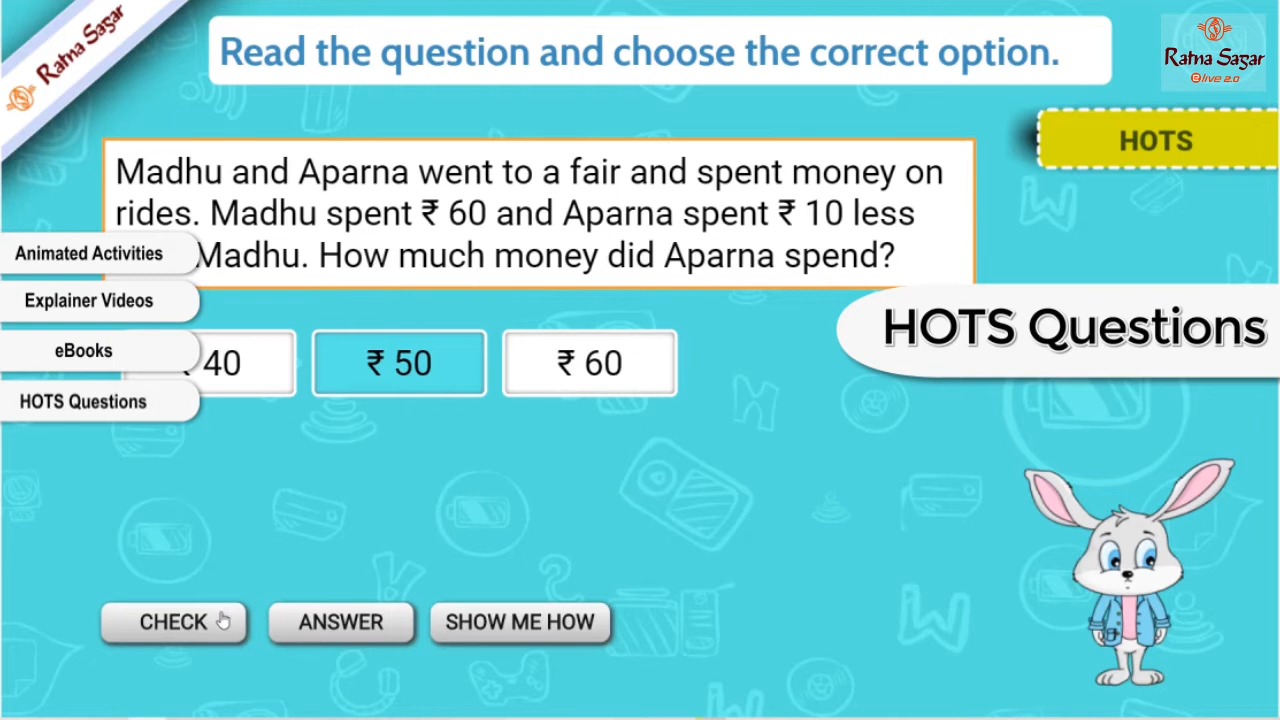 Ratna Sagar
Read the question and choose the correct option.
Ratna Sagar
e live 2.0
HOTS
Madhu and Aparna went to a fair and spent money on
rides. Madhu spent ₹ 60 and Aparna spent ₹ 10 less
Madhu. How much money did Aparna spend?
Animated Activities
Explainer Videos
eBooks
HOTS Questions
HOTS Questions
40
₹ 50
₹ 60
CHECK
ANSWER
SHOW ME HOW